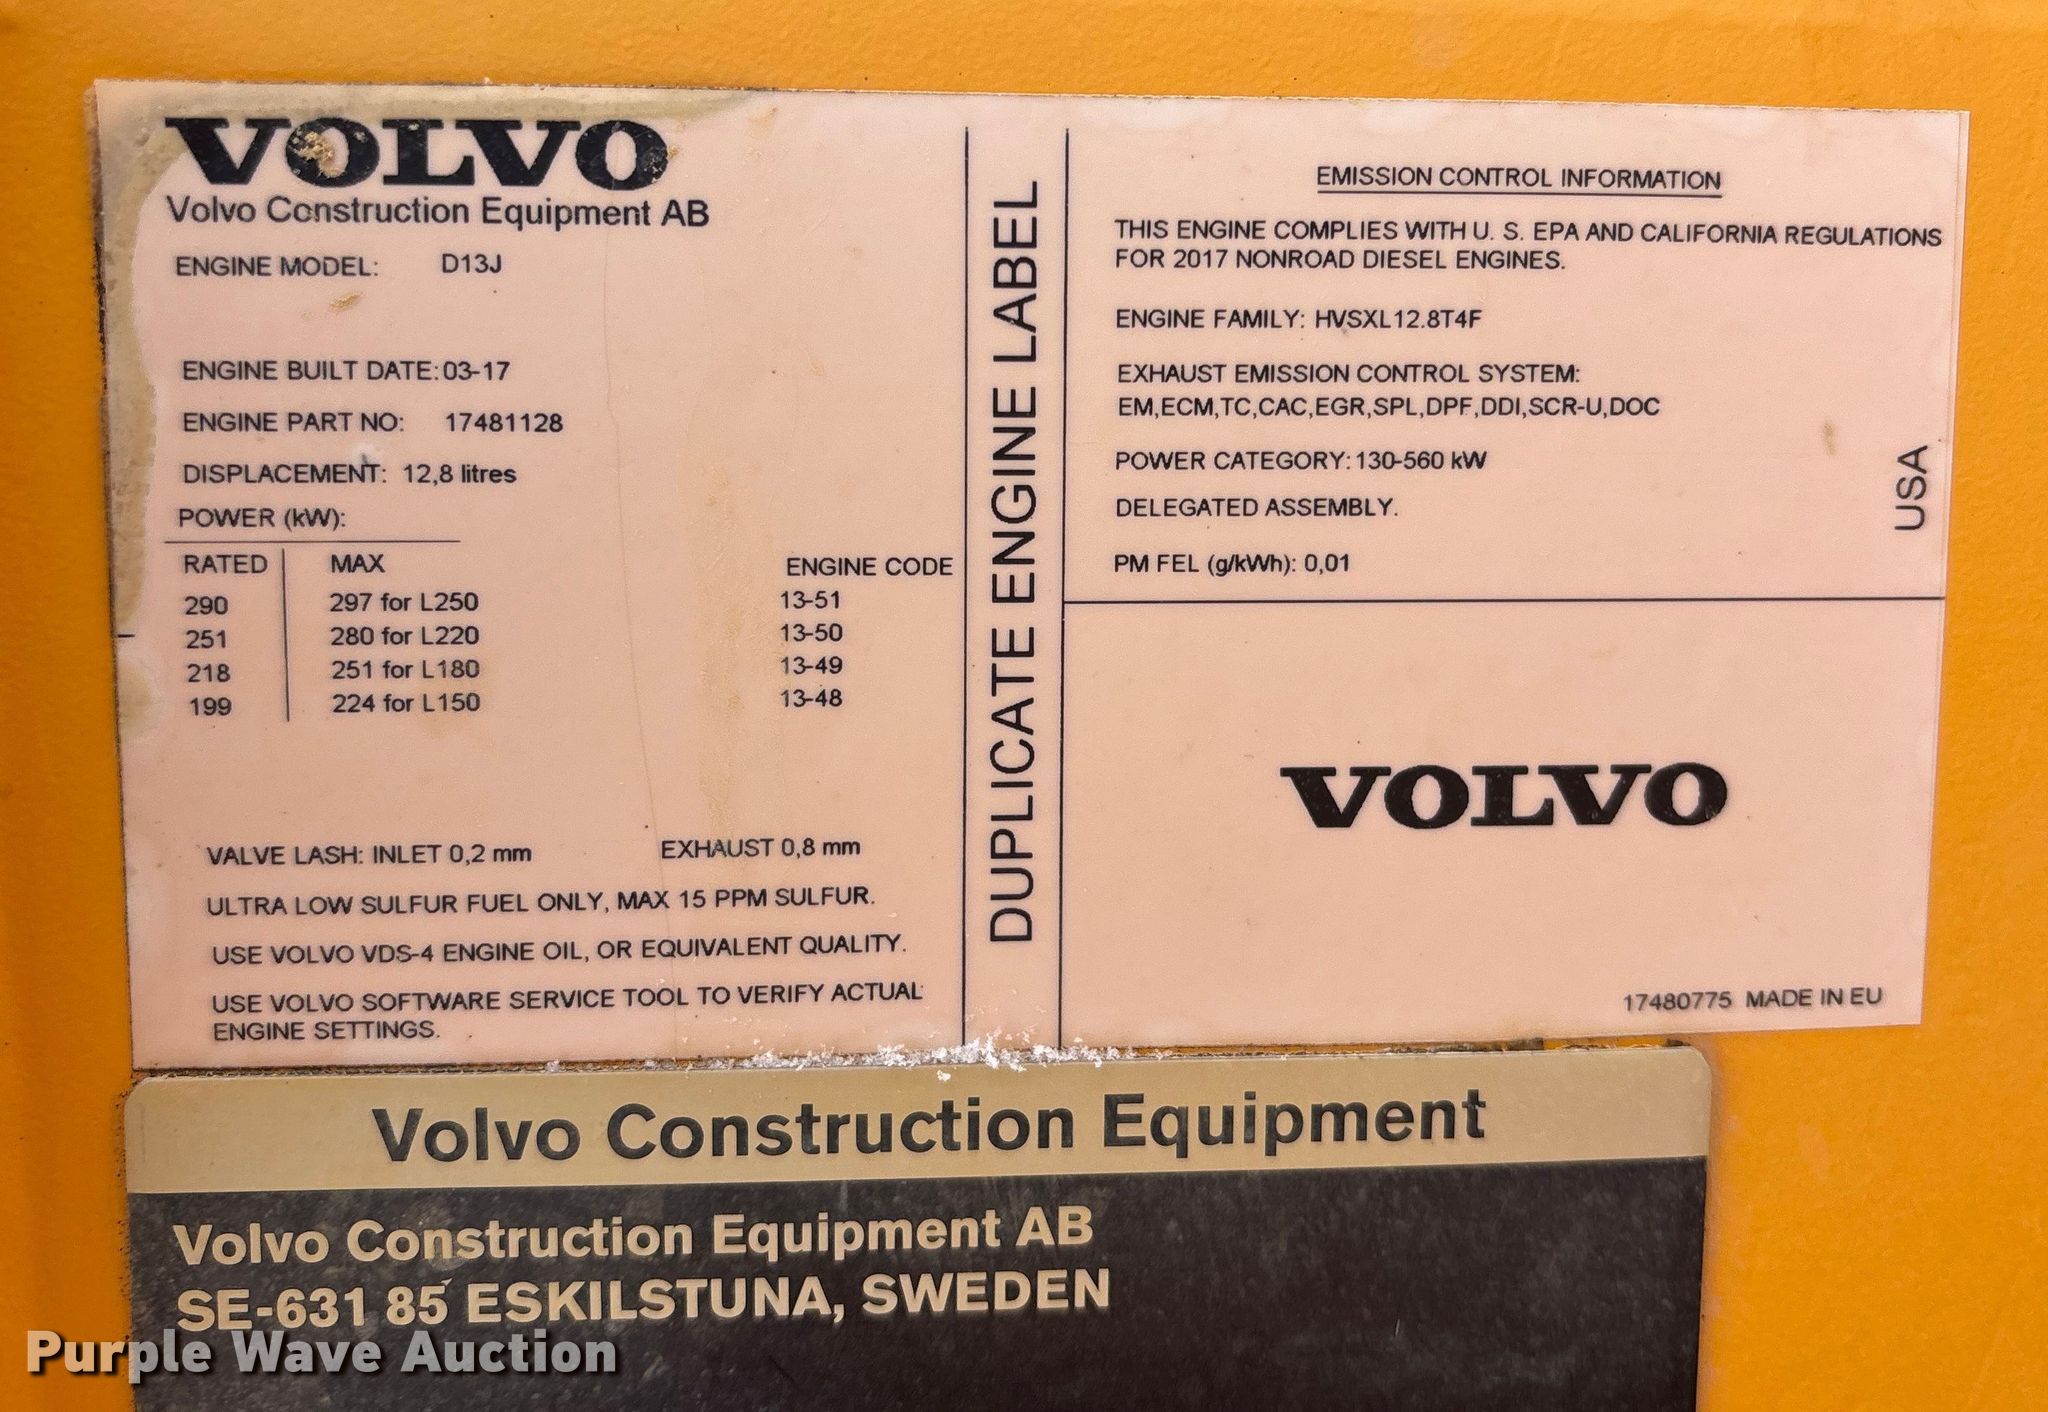 VOLVO
Volvo Construction Equipment AB
ENGINE MODEL: D13J
ENGINE BUILT DATE: 03-17
ENGINE PART NO: 17481128
DISPLACEMENT: 12,8 litres
POWER (kW):
RATED MAX ENGINE CODE
290 297 for L250 13-51
251 280 for L220 13-50
218 251 for L180 13-49
199 224 for L150 13-48
VALVE LASH: INLET 0,2 mm EXHAUST 0,8 mm
ULTRA LOW SULFUR FUEL ONLY, MAX 15 PPM SULFUR.
USE VOLVO VDS-4 ENGINE OIL, OR EQUIVALENT QUALITY.
USE VOLVO SOFTWARE SERVICE TOOL TO VERIFY ACTUAL
ENGINE SETTINGS.
DUPLICATE ENGINE LABEL
EMISSION CONTROL INFORMATION
THIS ENGINE COMPLIES WITH U. S. EPA AND CALIFORNIA REGULATIONS
FOR 2017 NONROAD DIESEL ENGINES.
ENGINE FAMILY: HVSXL12.8T4F
EXHAUST EMISSION CONTROL SYSTEM:
EM,ECM,TC,CAC,EGR,SPL,DPF,DDI,SCR-U,DOC
POWER CATEGORY: 130-560 kW
DELEGATED ASSEMBLY.
PM FEL (g/kWh): 0,01
USA
VOLVO
17480775 MADE IN EU
Volvo Construction Equipment
Volvo Construction Equipment AB
SE-631 85 ESKILSTUNA, SWEDEN
Purple Wave Auction